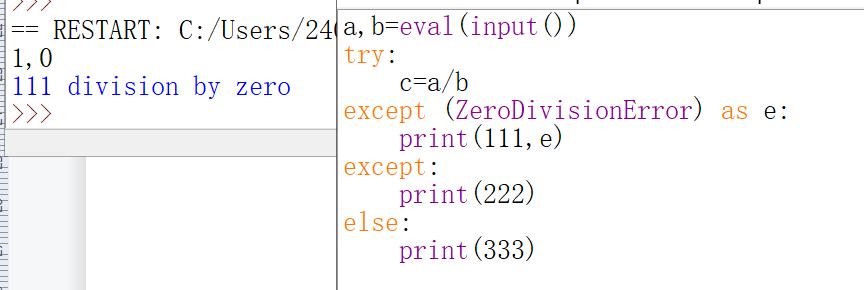 >>>
== RESTART: C:/Users/24
1,0
111 division by zero
>>>
a,b=eval(input())
try:
    c=a/b
except (ZeroDivisionError) as e:
    print(111,e)
except:
    print(222)
else:
    print(333)